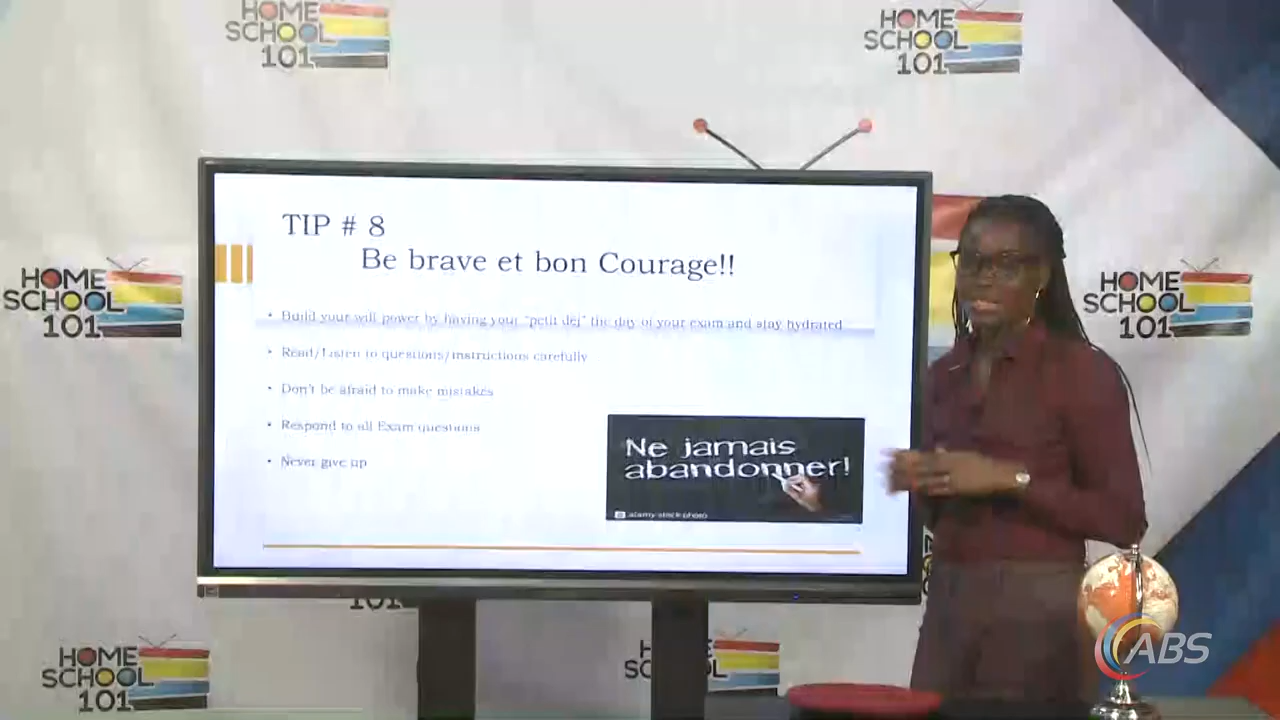 HOME
SCHOOL
101
HOME
SCHOOL
101
TIP # 8
Be brave et bon Courage!!
• Build your will power by having your "petit dej" the day of your exam and stay hydrated
• Read/Listen to questions/instructions carefully
• Don't be afraid to make mistakes
• Respond to all Exam questions
• Never give up
Ne jamais
abandonner!
alamy stock photo
HOME
SCHOOL
101
HOME
SCHOOL
101
101
HOME
SCHOOL
101
ABS